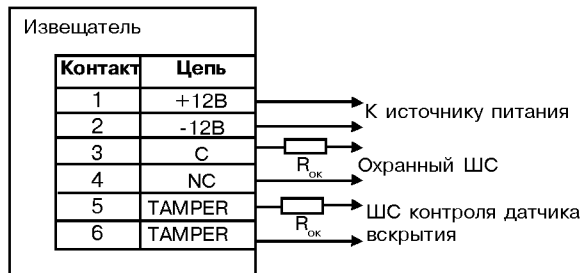 Извещатель
Контакт Цепь
1 +12В
2 -12В
К источнику питания
3 C
Rок
Охранный ШС
4 NC
5 TAMPER
Rок
ШС контроля датчика
вскрытия
6 TAMPER